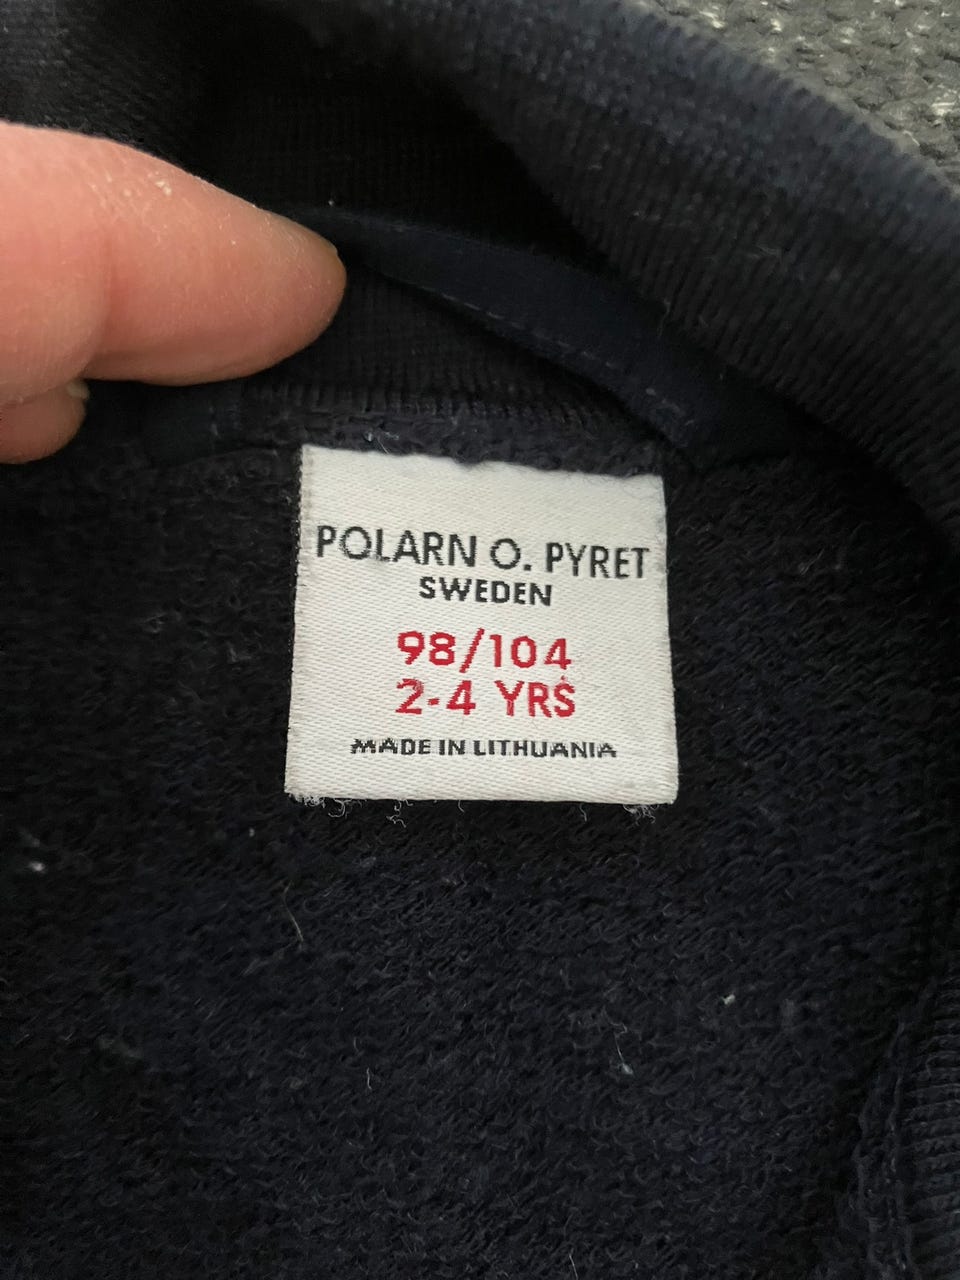 POLARN O. PYRET
SWEDEN
98/104
2-4 YRS
MADE IN LITHUANIA